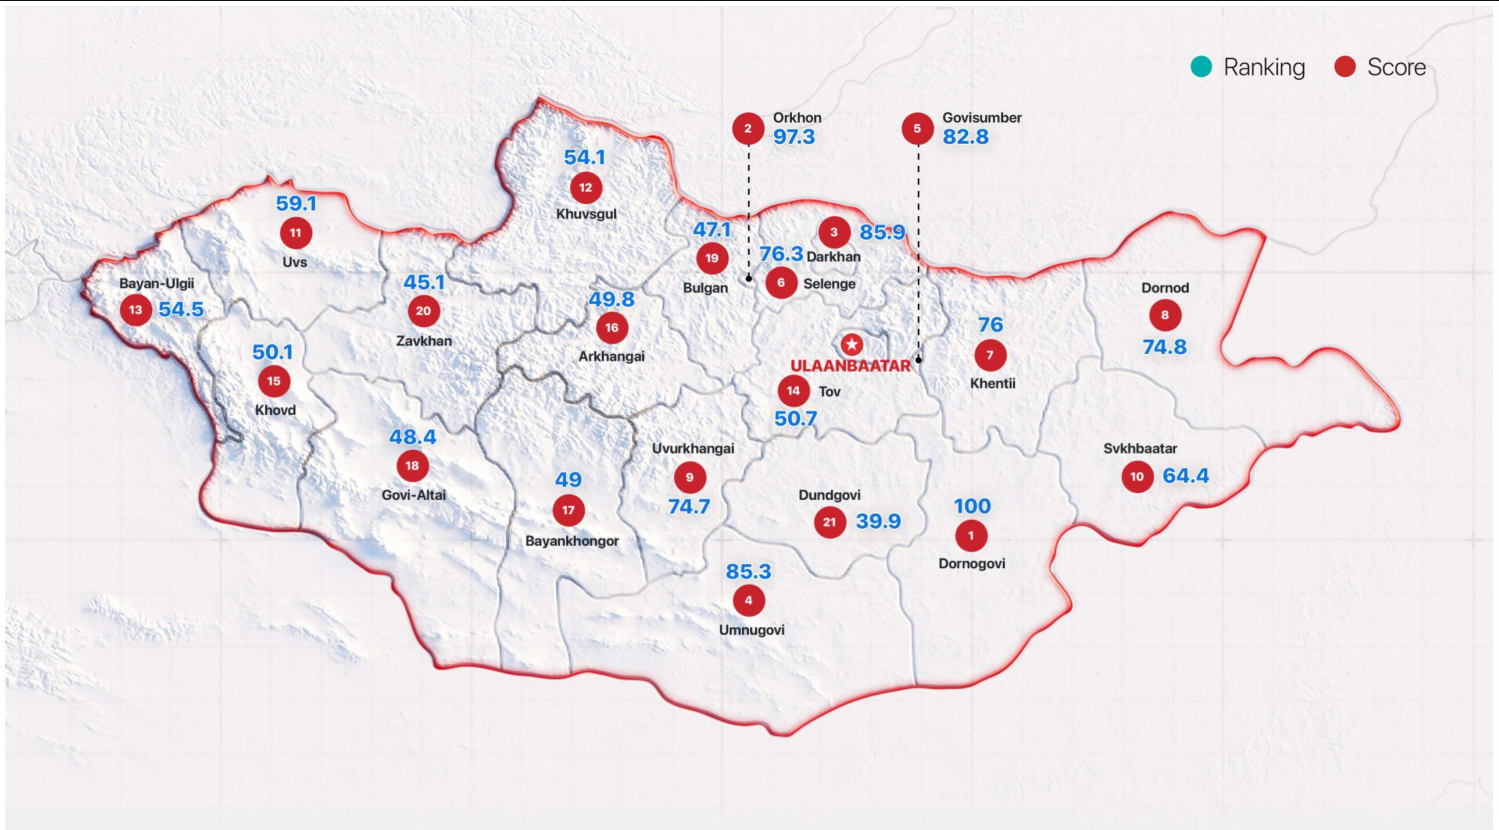 Ranking
Score
2
Orkhon
97.3
5
Govisumber
82.8
54.1
12
Khuvsgul
59.1
11
Uvs
47.1
19
Bulgan
3
85.9
Darkhan
76.3
6
Selenge
Bayan-Ulgii
13
54.5
45.1
20
Zavkhan
49.8
16
Arkhangai
Dornod
8
74.8
76
7
Khentii
ULAANBAATAR
14
Tov
50.7
50.1
15
Khovd
48.4
18
Govi-Altai
49
17
Bayankhongor
Uvurkhangai
9
74.7
Dundgovi
21
39.9
100
1
Dornogovi
Svkhbaatar
10
64.4
85.3
4
Umnugovi